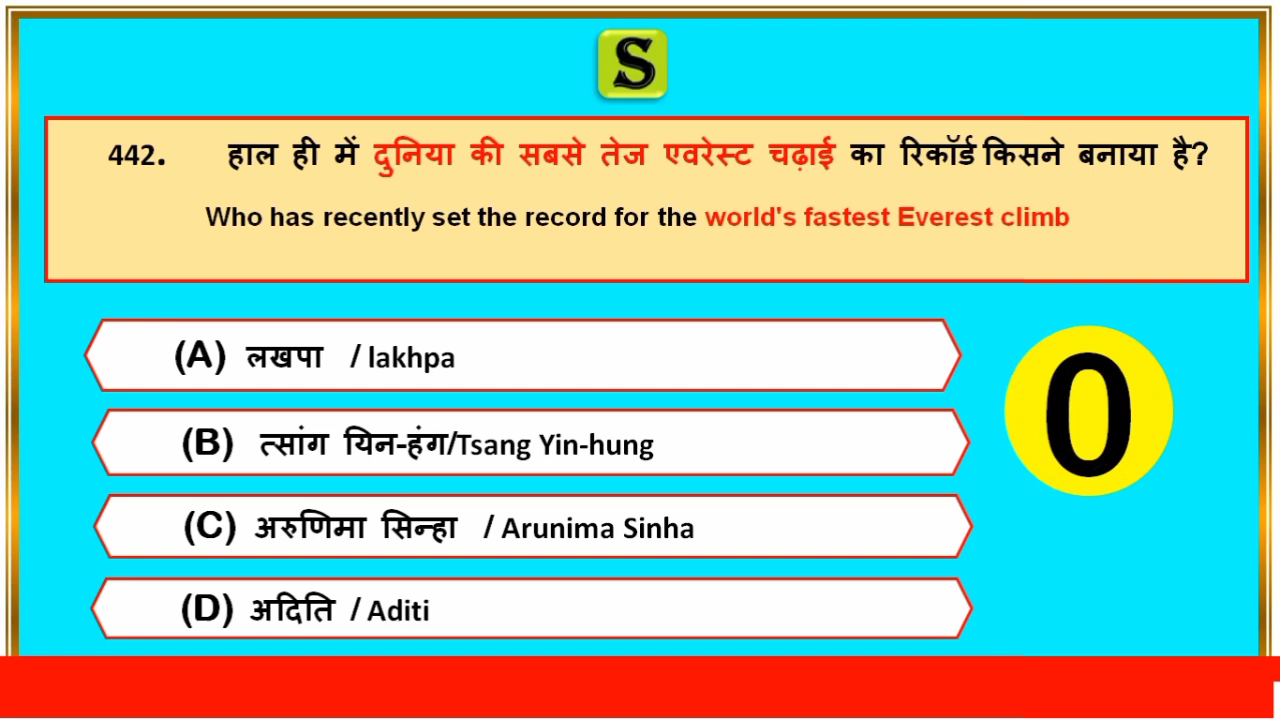 S
442. हाल ही में दुनिया की सबसे तेज एवरेस्ट चढ़ाई का रिकॉर्ड किसने बनाया है?
Who has recently set the record for the world's fastest Everest climb
(A) लखपा / lakhpa
(B) त्सांग यिन-हंग/Tsang Yin-hung
(C) अरुणिमा सिन्हा / Arunima Sinha
(D) अदिति / Aditi
0